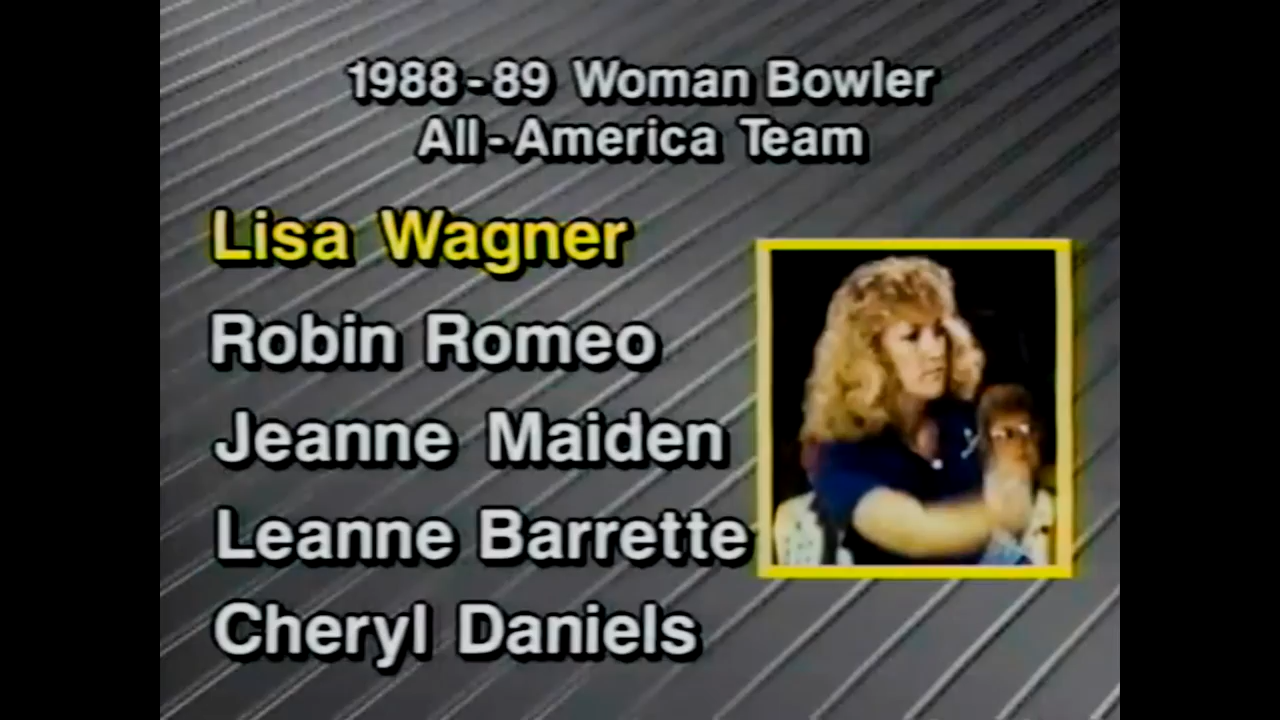 1988-89 Woman Bowler
All-America Team
Lisa Wagner
Robin Romeo
Jeanne Maiden
Leanne Barrette
Cheryl Daniels